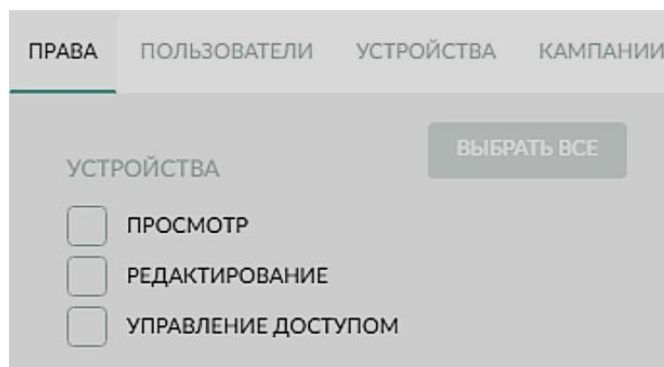 ПРАВА ПОЛЬЗОВАТЕЛИ УСТРОЙСТВА КАМПАНИИ
ВЫБРАТЬ ВСЕ
УСТРОЙСТВА
ПРОСМОТР
РЕДАКТИРОВАНИЕ
УПРАВЛЕНИЕ ДОСТУПОМ